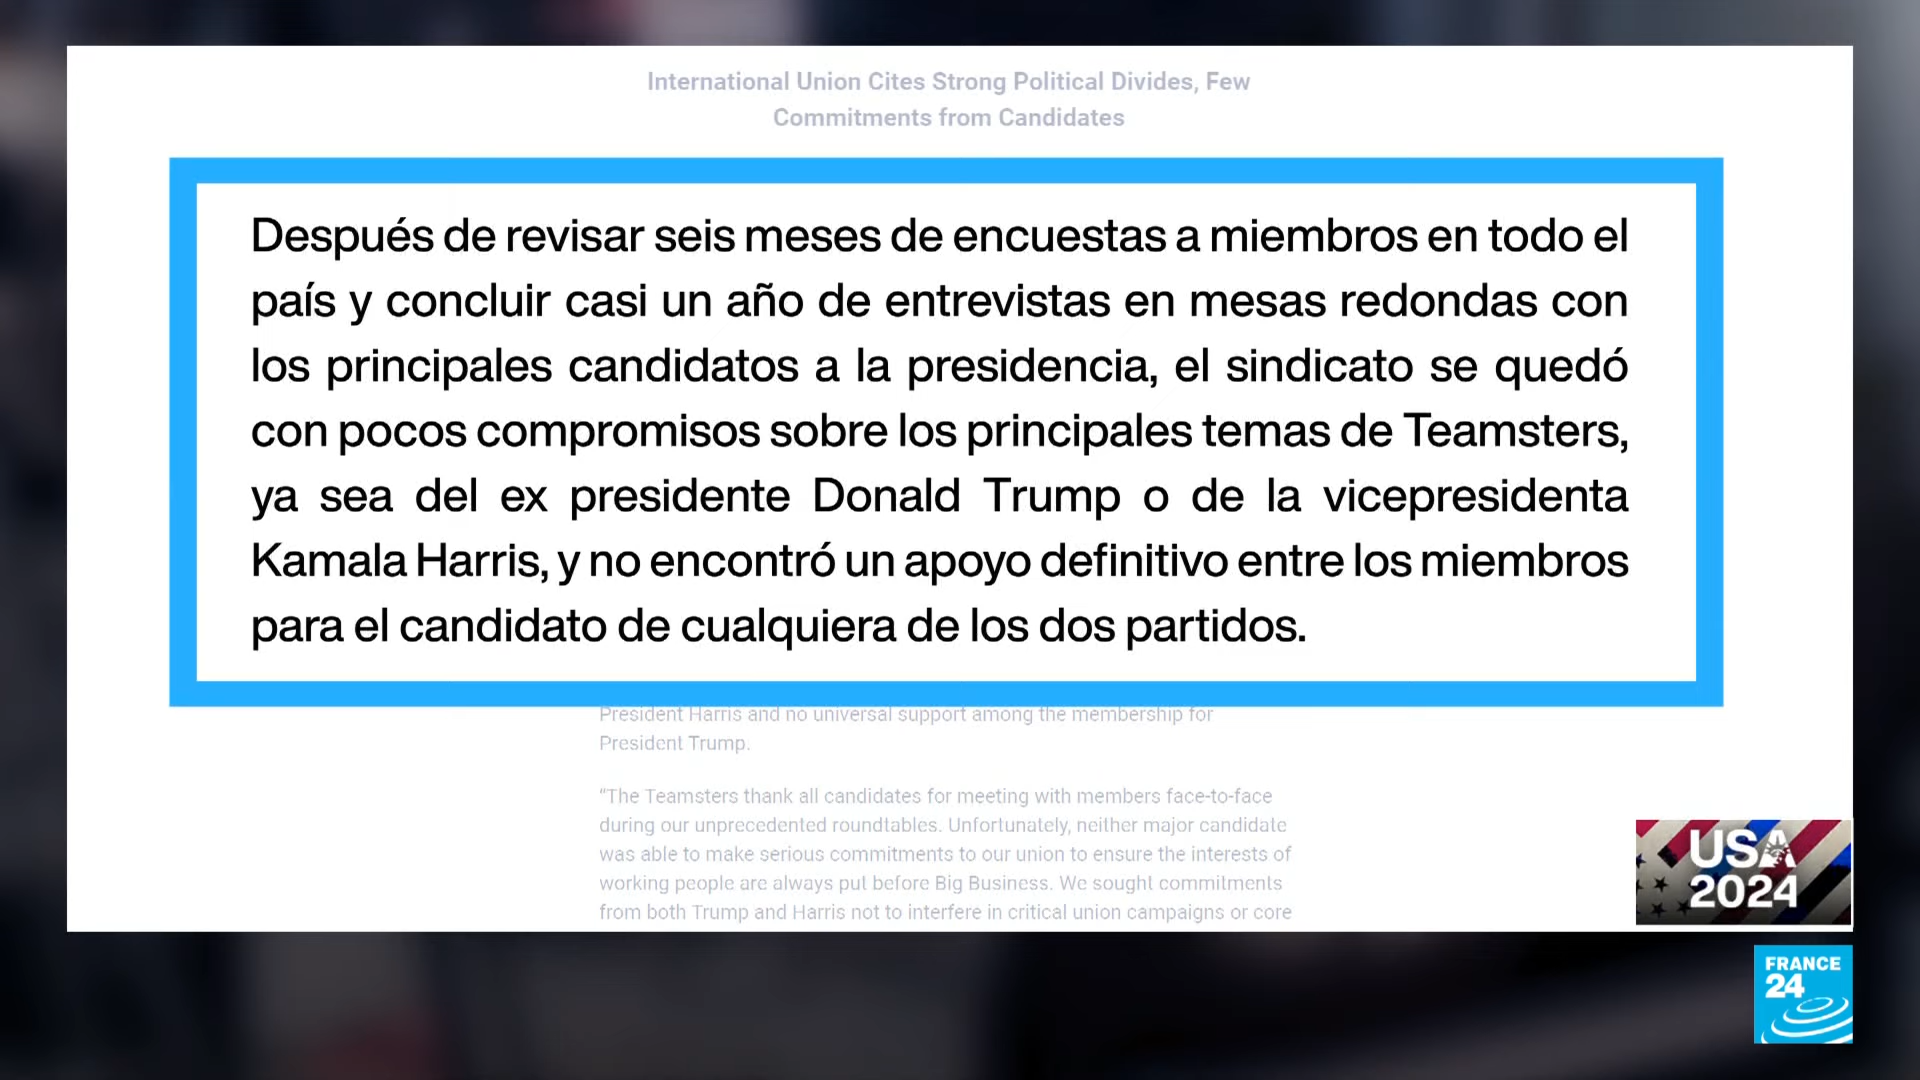 International Union Cites Strong Political Divides, Few
Commitments from Candidates
Después de revisar seis meses de encuestas a miembros en todo el
país y concluir casi un año de entrevistas en mesas redondas con
los principales candidatos a la presidencia, el sindicato se quedó
con pocos compromisos sobre los principales temas de Teamsters,
ya sea del ex presidente Donald Trump o de la vicepresidenta
Kamala Harris, y no encontró un apoyo definitivo entre los miembros
para el candidato de cualquiera de los dos partidos.
President Harris and no universal support among the membership for
President Trump.
“The Teamsters thank all candidates for meeting with members face-to-face
during our unprecedented roundtables. Unfortunately, neither major candidate
was able to make serious commitments to our union to ensure the interests of
working people are always put before Big Business. We sought commitments
from both Trump and Harris not to interfere in critical union campaigns or core
USA
2024
FRANCE
24